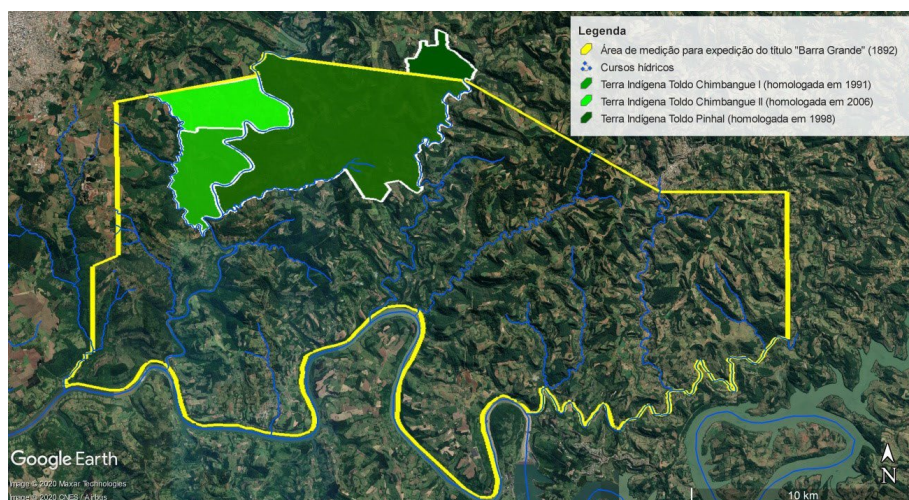 Legenda
Área de medição para expedição do título "Barra Grande" (1892)
Cursos hídricos
Terra Indígena Toldo Chimbangue I (homologada em 1991)
Terra Indígena Toldo Chimbangue II (homologada em 2006)
Terra Indígena Toldo Pinhal (homologada em 1998)
Google Earth
Image © 2020 Maxar Technologies
Image © 2020 CNES / Airbus
N
10 km